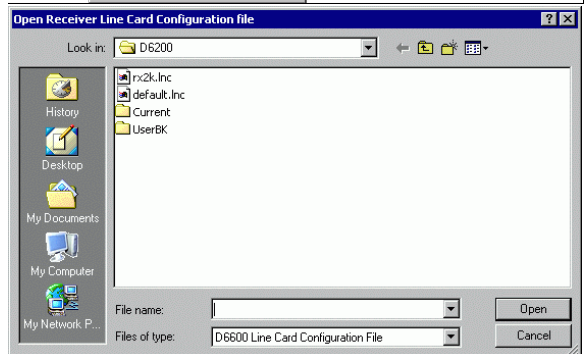 Open Receiver Line Card Configuration file
Look in: D6200
rx2k.lnc
default.lnc
Current
UserBK
History
Desktop
My Documents
My Computer
My Network P...
File name:
Open
Files of type: D6600 Line Card Configuration File
Cancel